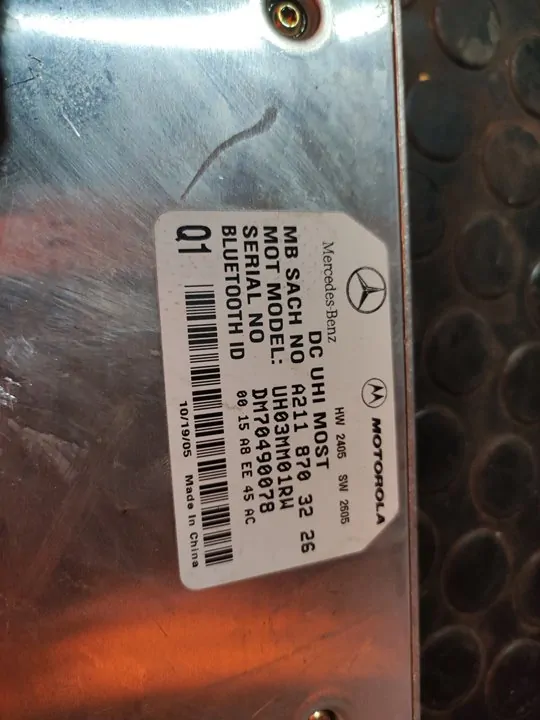 Mercedes-Benz
MOTOROLA
DC UHI MOST
HW 2405 SW 2605
MB SACH NO A211 870 32 26
MOT MODEL: UH03MM01RW
SERIAL NO DM70490078
BLUETOOTH ID 00 15 A8 EE 45 AC
Q1
10/19/05 Made In China